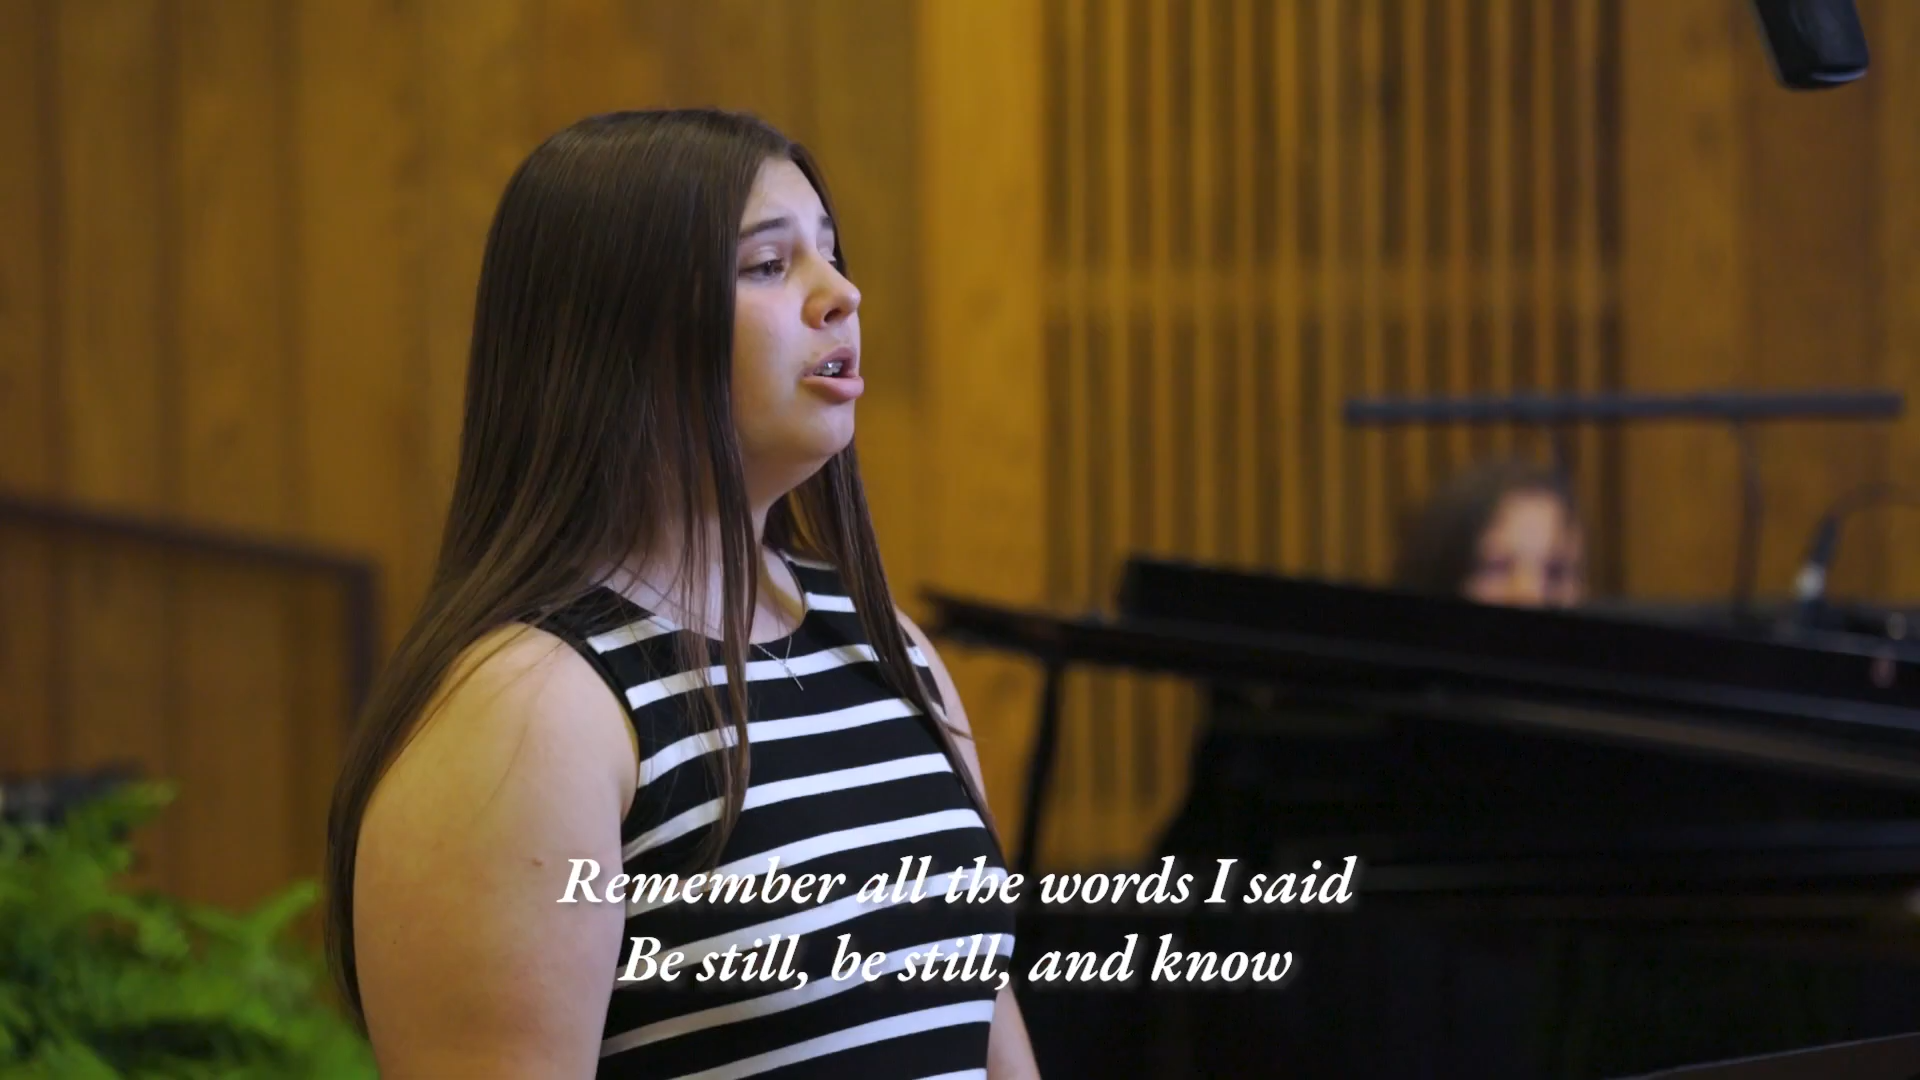 Remember all the words I said
Be still, be still, and know